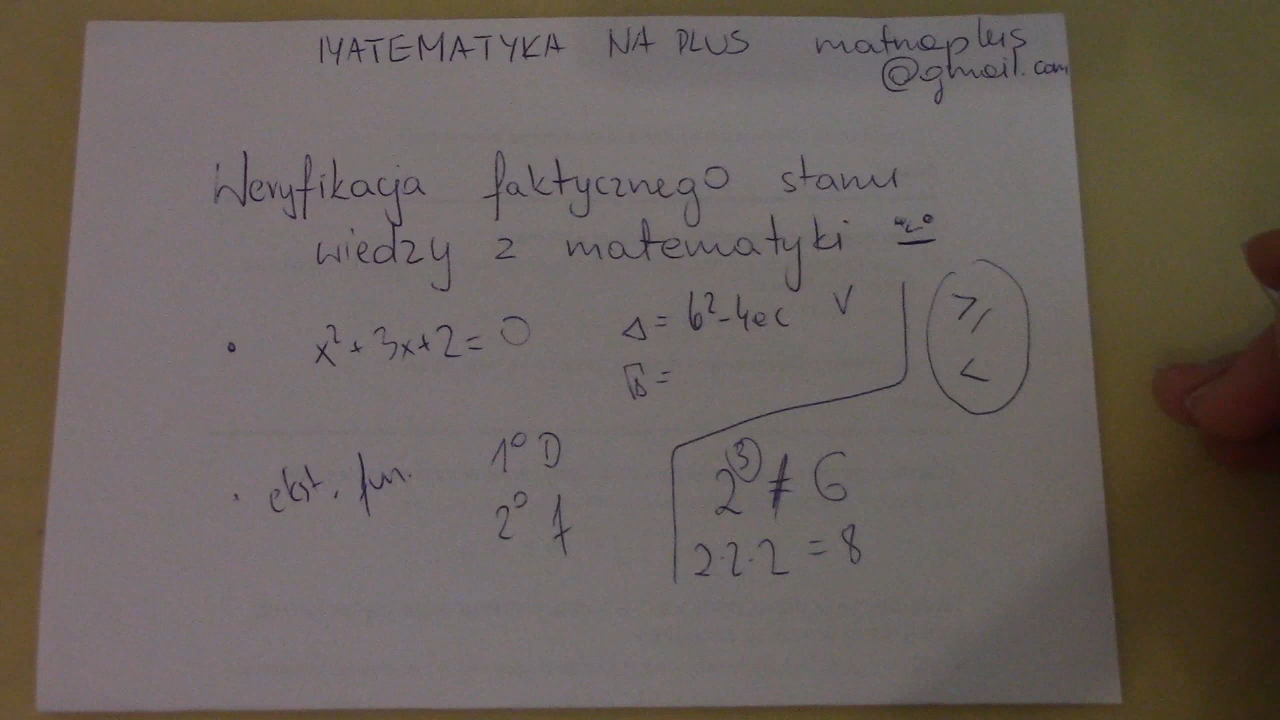 MATEMATYKA NA PLUS matnaplus
@gmail.com
Weryfikacja faktycznego stanu
wiedzy z matematyki
• x² + 3x + 2 = 0 Δ = b² - 4ac V
√Δ =
≥
<
• ekst. fun. 1° D
2° f
2³ ≠ 6
2·2·2 = 8